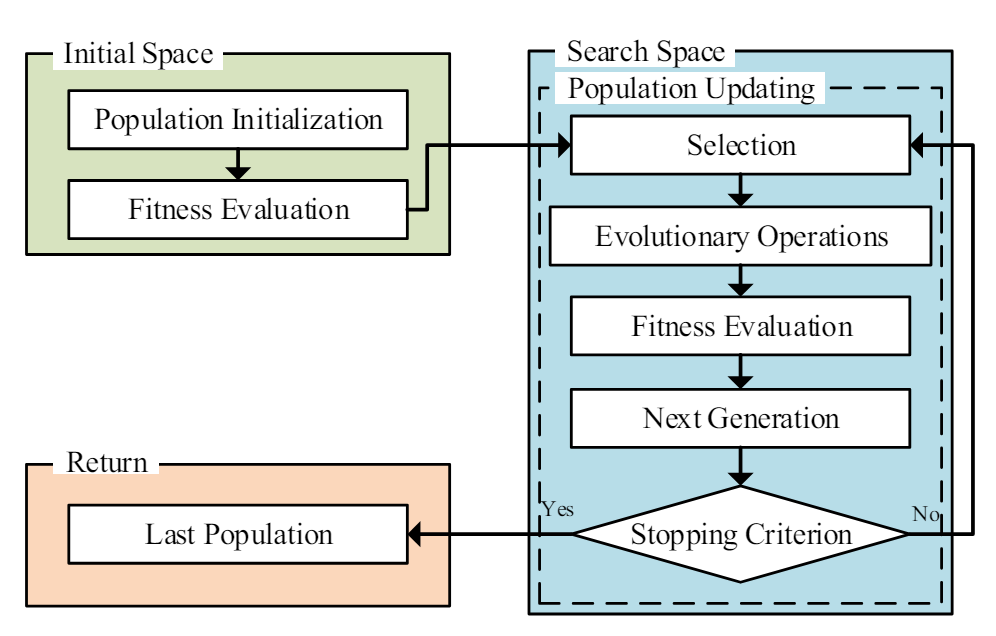 Initial Space
Population Initialization
Fitness Evaluation
Search Space
Population Updating
Selection
Evolutionary Operations
Fitness Evaluation
Next Generation
Stopping Criterion
Yes
No
Return
Last Population